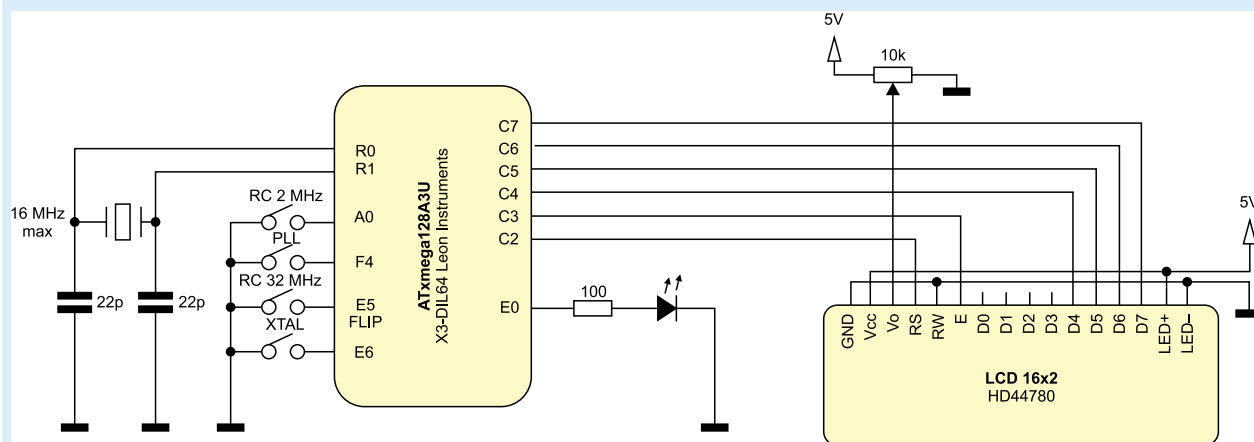 5V
10k
16 MHz
max
22p
22p
RC 2 MHz
PLL
RC 32 MHz
XTAL
R0
R1
A0
F4
E5
FLIP
E6
ATxmega128A3U
X3-DIL64 Leon Instruments
C7
C6
C5
C4
C3
C2
E0
100
5V
GND
Vcc
Vo
RS
RW
E
D0
D1
D2
D3
D4
D5
D6
D7
LED+
LED–
LCD 16x2
HD44780